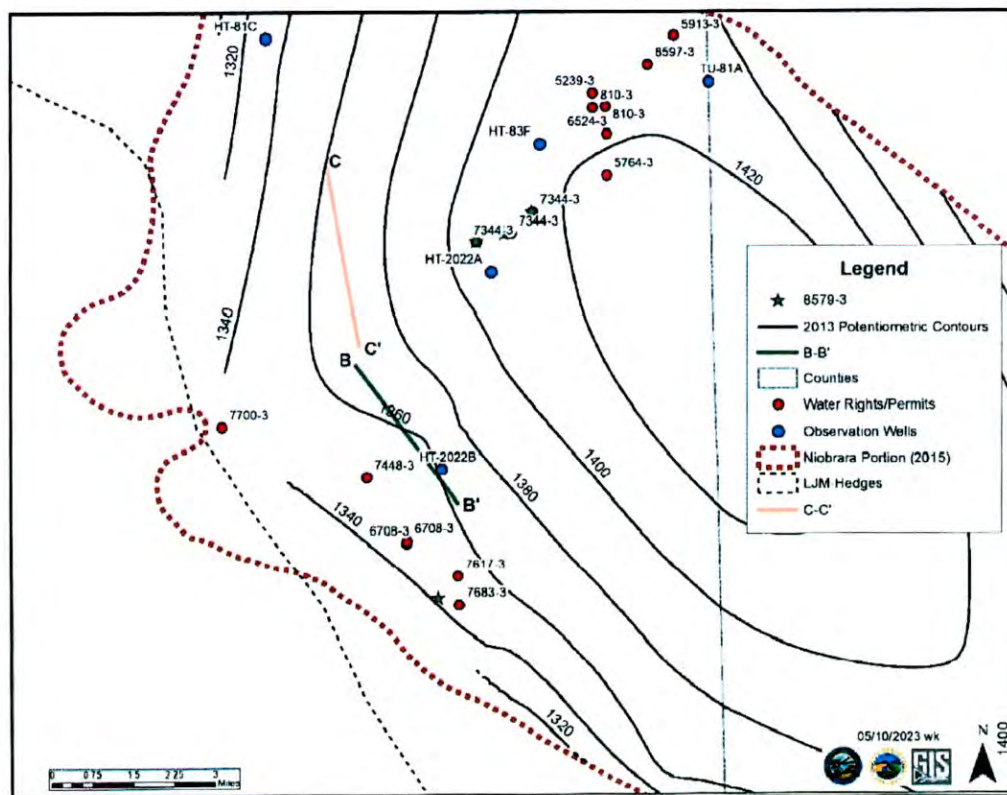 HT-81C
1320
5913-3
8597-3
TU-81A
5239-3
810-3
810-3
6524-3
HT-83F
5764-3
1420
C
7344-3
7344-3
7344-3
HT-2022A
1340
C'
B
1360
1400
1380
7700-3
HT-2022B
7448-3
B'
1340
6708-3
6708-3
7617-3
7683-3
1320
1400
Legend
8579-3
2013 Potentiometric Contours
B-B'
Counties
Water Rights/Permits
Observation Wells
Niobrara Portion (2015)
LJM Hedges
C-C'
05/10/2023 wk
N
GIS
0 0.75 1.5 2.25 3
Miles